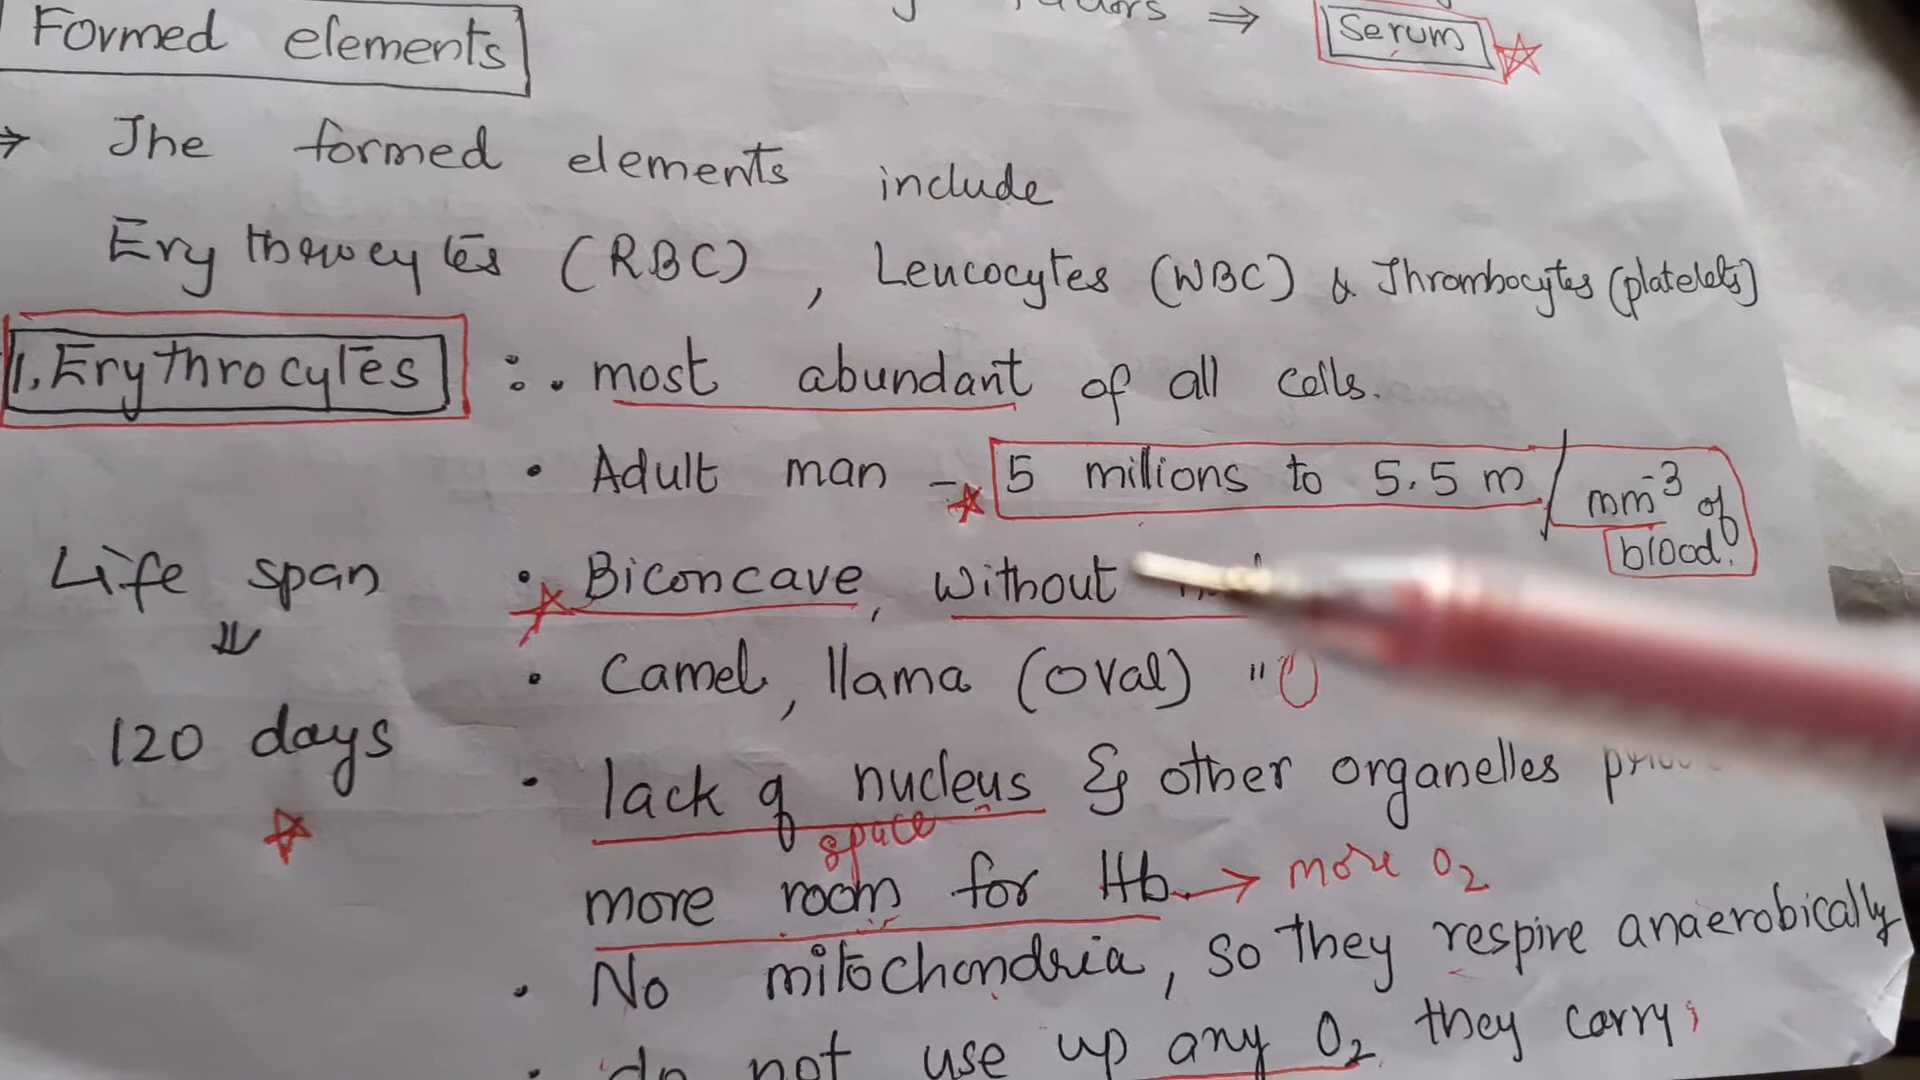 ⇒ Serum
Formed elements
→ The formed elements include
Erythrocytes (RBC), Leucocytes (WBC) & Thrombocytes (platelets)
1. Erythrocytes : • most abundant of all cells.
• Adult man - 5 millions to 5.5 m / mm⁻³ of
blood.
Life span
⇓
120 days
• Biconcave, without
• Camel, llama (oval) "0
• lack of nucleus & other organelles
space
more room for Hb → more O₂
• No mitochondria, so they respire anaerobically
• do not use up any O₂ they carry;